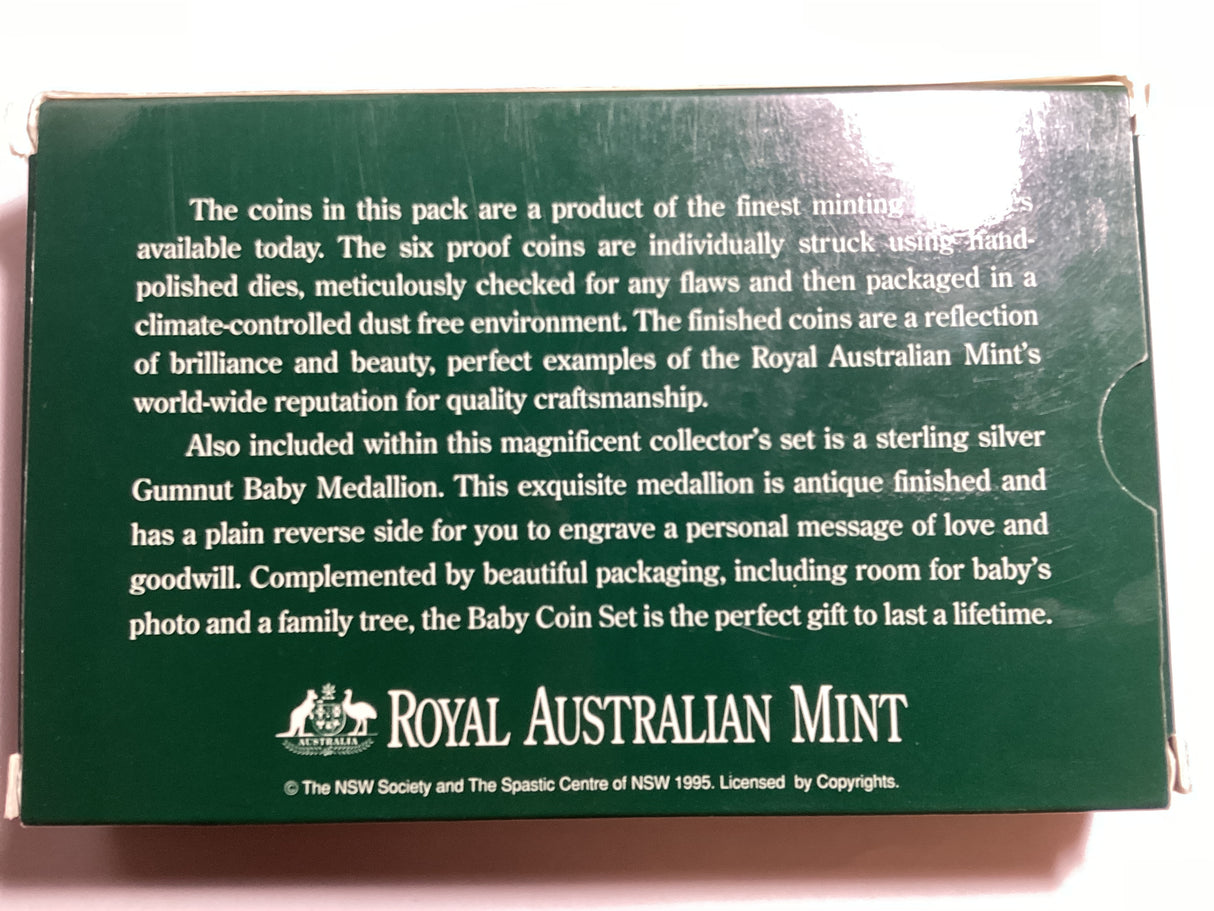 The coins in this pack are a product of the finest minting
available today. The six proof coins are individually struck using hand-
polished dies, meticulously checked for any flaws and then packaged in a
climate-controlled dust free environment. The finished coins are a reflection
of brilliance and beauty, perfect examples of the Royal Australian Mint's
world-wide reputation for quality craftsmanship.
Also included within this magnificent collector's set is a sterling silver
Gumnut Baby Medallion. This exquisite medallion is antique finished and
has a plain reverse side for you to engrave a personal message of love and
goodwill. Complemented by beautiful packaging, including room for baby's
photo and a family tree, the Baby Coin Set is the perfect gift to last a lifetime.
AUSTRALIA
ROYAL AUSTRALIAN MINT
© The NSW Society and The Spastic Centre of NSW 1995. Licensed by Copyrights.